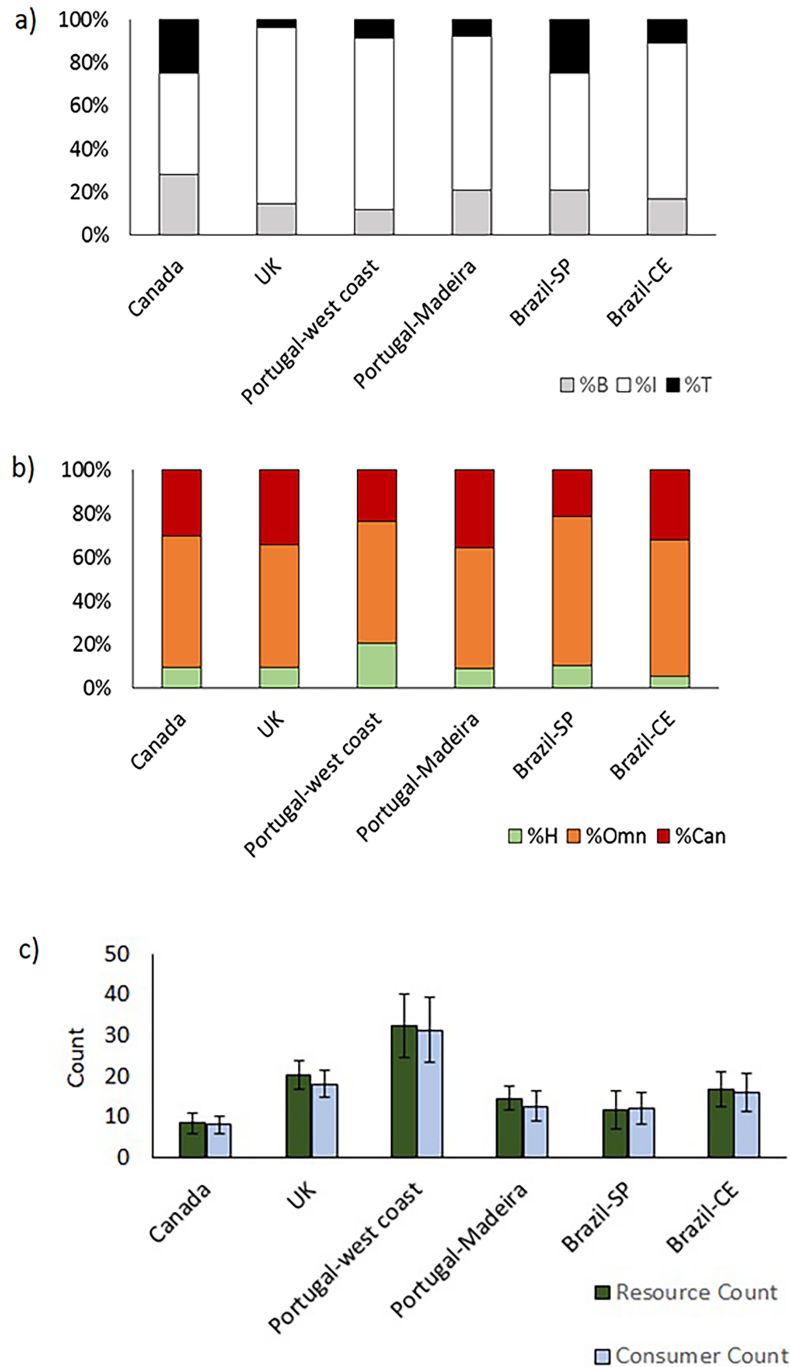 a)
100%
80%
60%
40%
20%
0%
Canada
UK
Portugal-west coast
Portugal-Madeira
Brazil-SP
Brazil-CE
%B %I %T
b)
100%
80%
60%
40%
20%
0%
Canada
UK
Portugal-west coast
Portugal-Madeira
Brazil-SP
Brazil-CE
%H %Omn %Can
c)
Count
50
40
30
20
10
0
Canada
UK
Portugal-west coast
Portugal-Madeira
Brazil-SP
Brazil-CE
Resource Count
Consumer Count